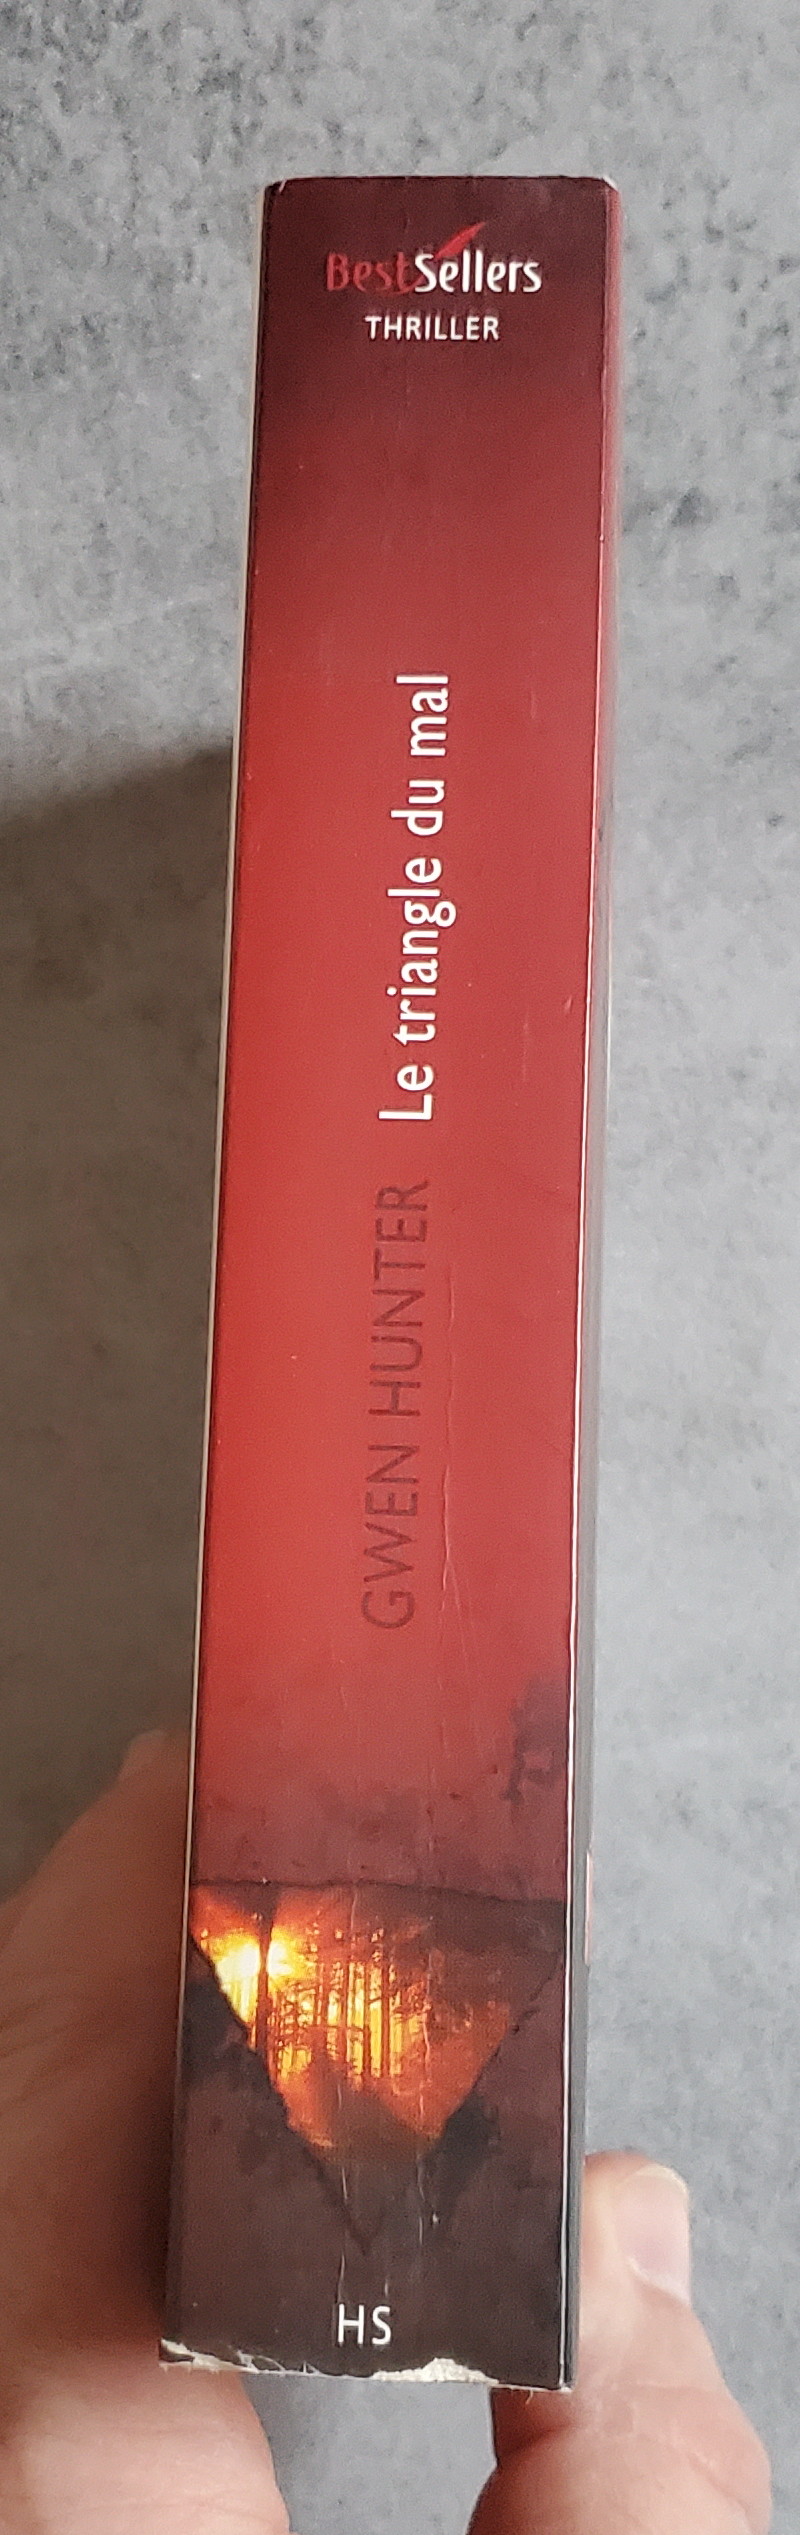 BestSellers
THRILLER
GWEN HUNTER Le triangle du mal
HS